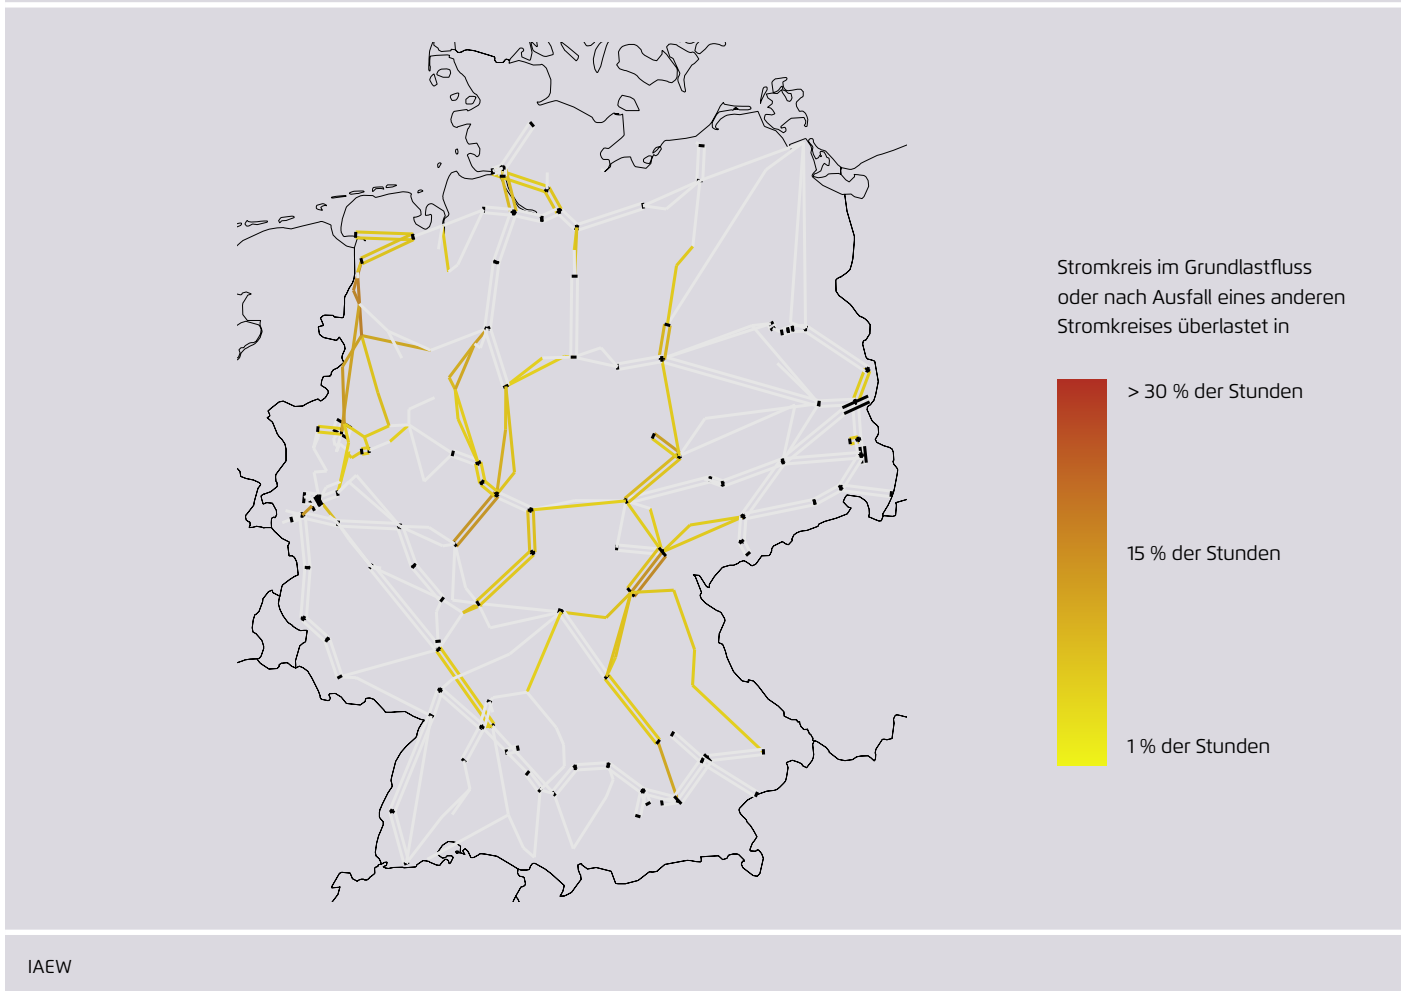 Stromkreis im Grundlastfluss
oder nach Ausfall eines anderen
Stromkreises überlastet in
> 30 % der Stunden
15 % der Stunden
1 % der Stunden
IAEW